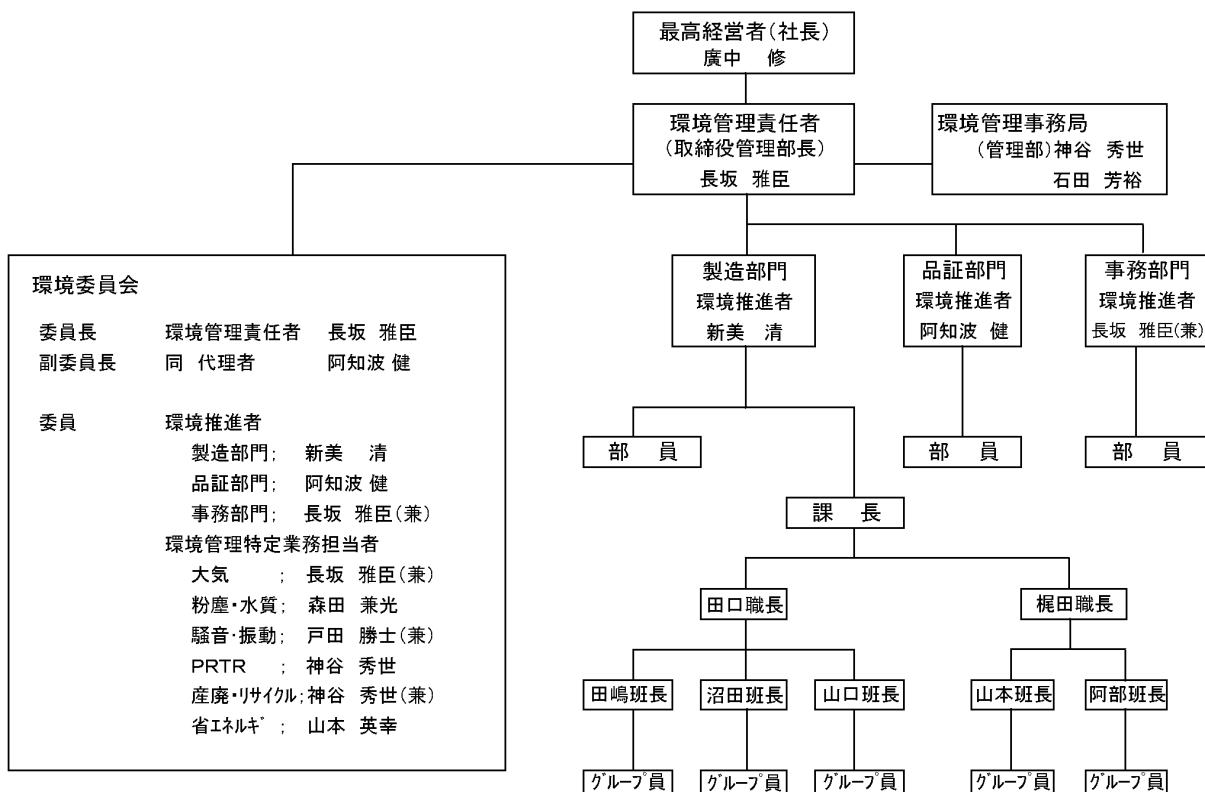 最高経営者(社長)
廣中 修
環境管理責任者
(取締役管理部長)
長坂 雅臣
環境管理事務局
(管理部)神谷 秀世
石田 芳裕
環境委員会
委員長 環境管理責任者 長坂 雅臣
副委員長 同 代理者 阿知波 健
委員 環境推進者
製造部門; 新美 清
品証部門; 阿知波 健
事務部門; 長坂 雅臣(兼)
環境管理特定業務担当者
大気 ; 長坂 雅臣(兼)
粉塵・水質; 森田 兼光
騒音・振動; 戸田 勝士(兼)
PRTR ; 神谷 秀世
産廃・リサイクル;神谷 秀世(兼)
省エネルギ ; 山本 英幸
製造部門
環境推進者
新美 清
品証部門
環境推進者
阿知波 健
事務部門
環境推進者
長坂 雅臣(兼)
部 員
部 員
部 員
課 長
田口職長
梶田職長
田嶋班長
沼田班長
山口班長
山本班長
阿部班長
グループ員
グループ員
グループ員
グループ員
グループ員